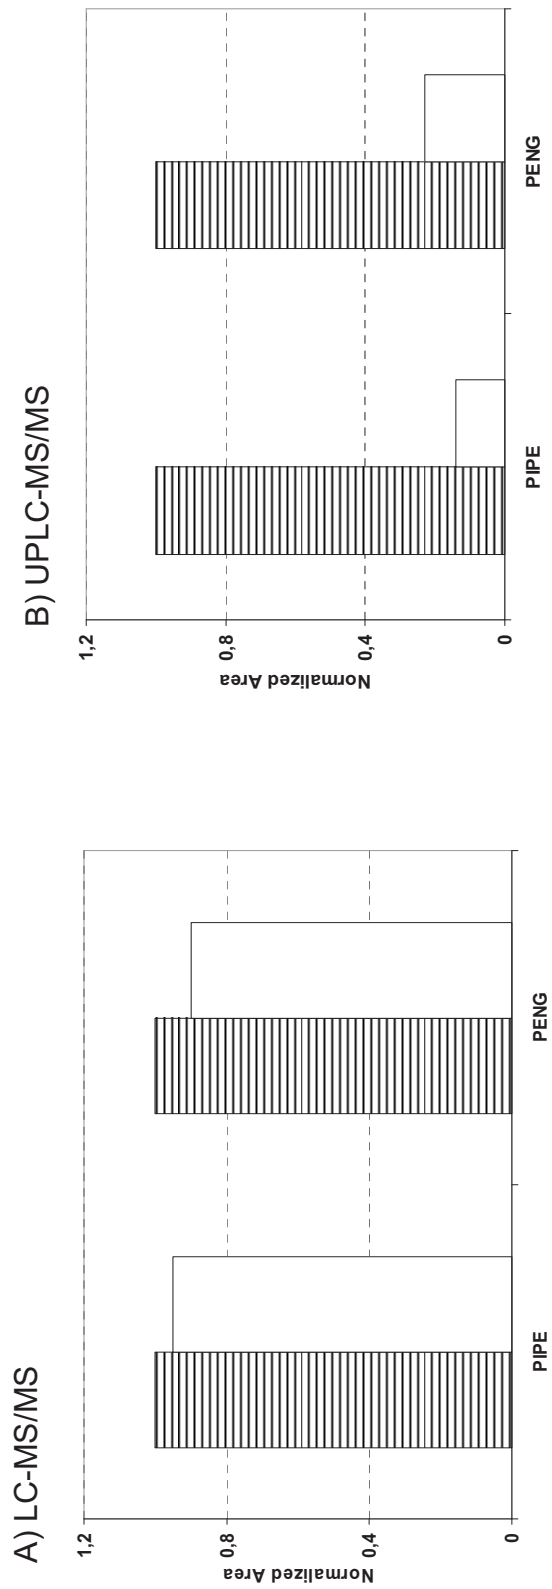 A) LC-MS/MS
1,2
0,8
0,4
0
Normalized Area
PIPE
PENG
B) UPLC-MS/MS
1,2
0,8
0,4
0
Normalized Area
PIPE
PENG